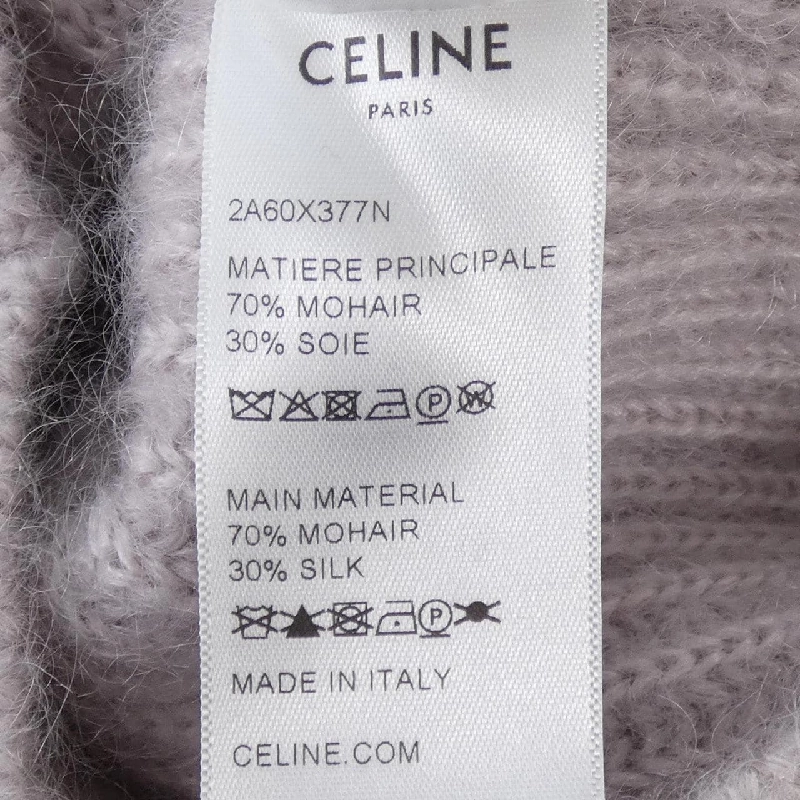 CELINE
PARIS
2A60X377N
MATIERE PRINCIPALE
70% MOHAIR
30% SOIE
P W
MAIN MATERIAL
70% MOHAIR
30% SILK
P
MADE IN ITALY
CELINE.COM